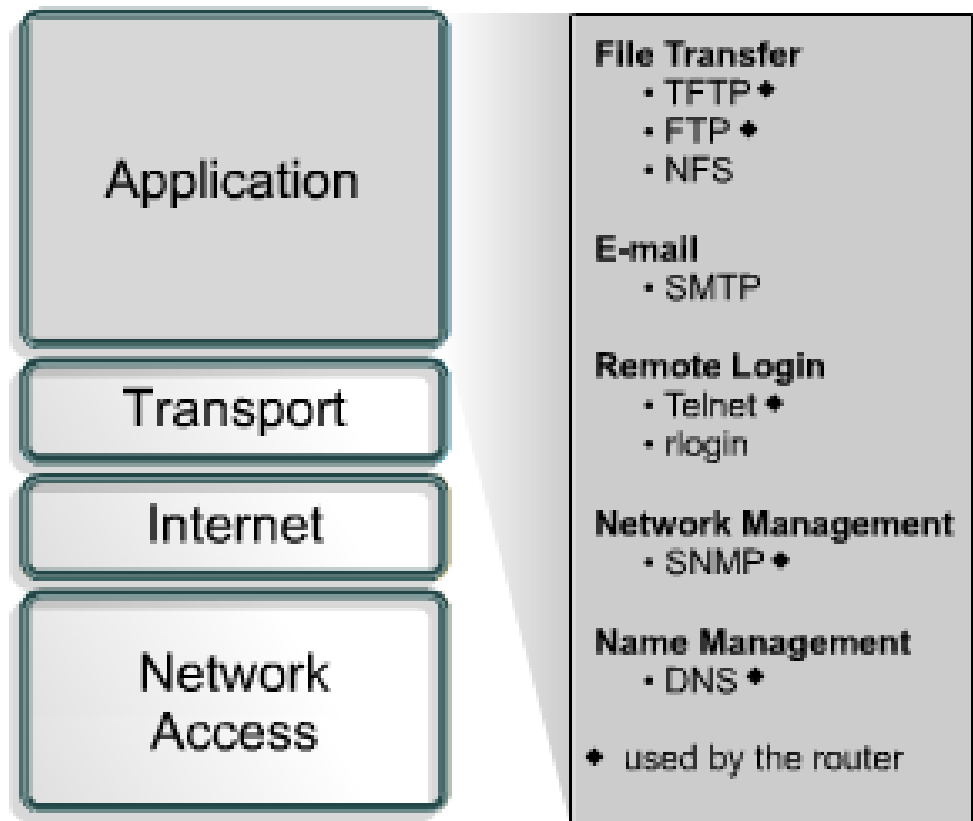 Application
Transport
Internet
Network
Access
File Transfer
• TFTP ◆
• FTP ◆
• NFS
E-mail
• SMTP
Remote Login
• Telnet ◆
• rlogin
Network Management
• SNMP ◆
Name Management
• DNS ◆
◆ used by the router